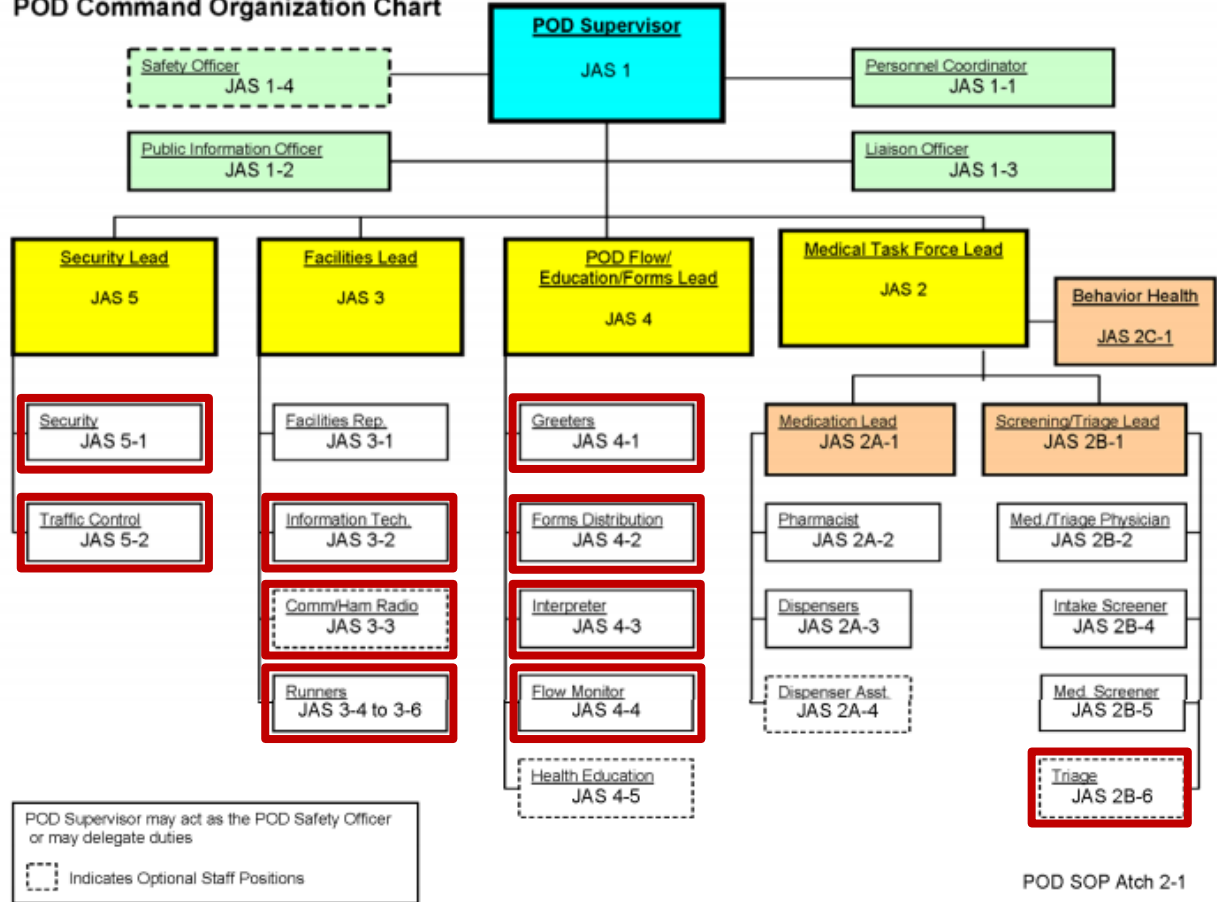 POD Command Organization Chart
POD Supervisor
JAS 1
Safety Officer
JAS 1-4
Personnel Coordinator
JAS 1-1
Public Information Officer
JAS 1-2
Liaison Officer
JAS 1-3
Security Lead
JAS 5
Facilities Lead
JAS 3
POD Flow/
Education/Forms Lead
JAS 4
Medical Task Force Lead
JAS 2
Behavior Health
JAS 2C-1
Security
JAS 5-1
Traffic Control
JAS 5-2
Facilities Rep.
JAS 3-1
Information Tech.
JAS 3-2
Comm/Ham Radio
JAS 3-3
Runners
JAS 3-4 to 3-6
Greeters
JAS 4-1
Forms Distribution
JAS 4-2
Interpreter
JAS 4-3
Flow Monitor
JAS 4-4
Health Education
JAS 4-5
Medication Lead
JAS 2A-1
Pharmacist
JAS 2A-2
Dispensers
JAS 2A-3
Dispenser Asst.
JAS 2A-4
Screening/Triage Lead
JAS 2B-1
Med./Triage Physician
JAS 2B-2
Intake Screener
JAS 2B-4
Med. Screener
JAS 2B-5
Triage
JAS 2B-6
POD Supervisor may act as the POD Safety Officer
or may delegate duties
Indicates Optional Staff Positions
POD SOP Atch 2-1